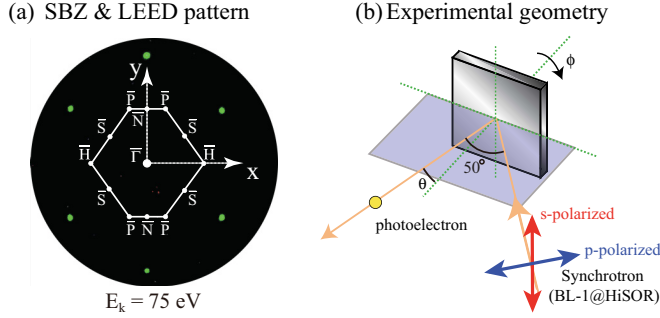 (a) SBZ & LEED pattern
y
P̅ P̅
N̅
S̅ S̅
H̅ Γ̅ H̅
x
S̅ S̅
P̅ N̅ P̅
E_k = 75 eV
(b) Experimental geometry
ϕ
50°
θ
photoelectron
s-polarized
p-polarized
Synchrotron
(BL-1@HiSOR)